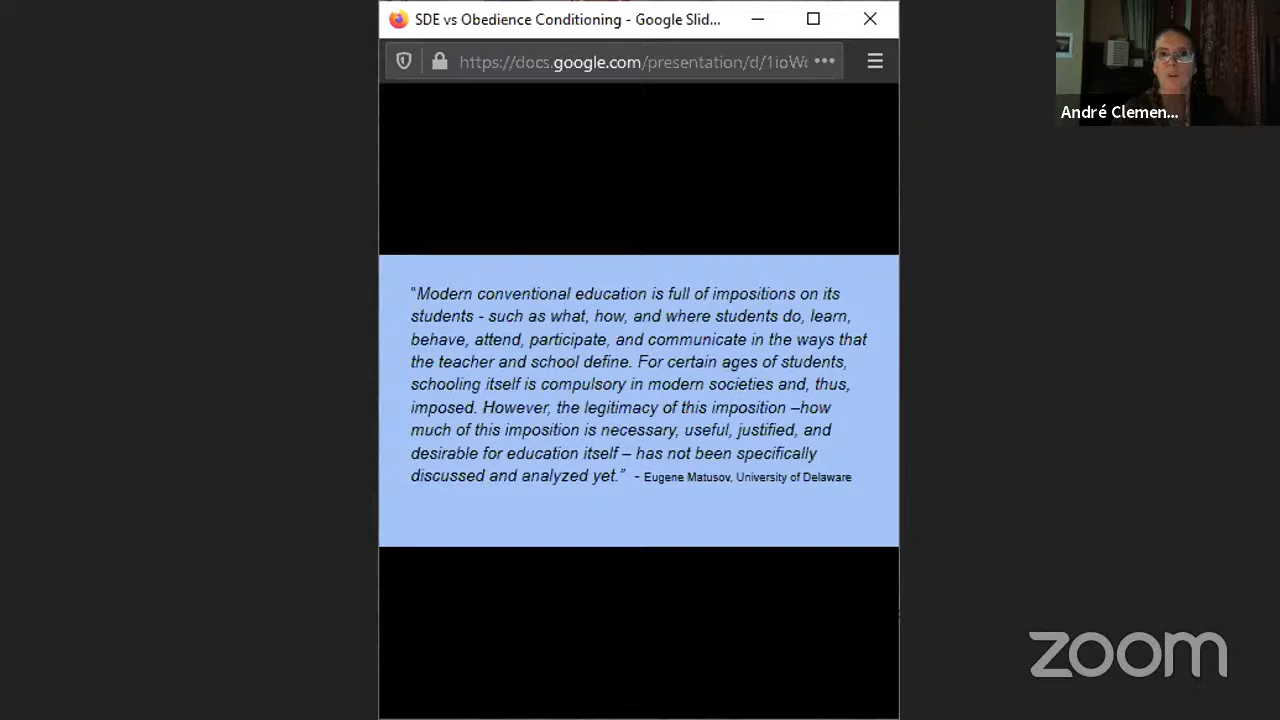 SDE vs Obedience Conditioning - Google Slid...
https://docs.google.com/presentation/d/1ioW
André Clemen...
“Modern conventional education is full of impositions on its
students - such as what, how, and where students do, learn,
behave, attend, participate, and communicate in the ways that
the teacher and school define. For certain ages of students,
schooling itself is compulsory in modern societies and, thus,
imposed. However, the legitimacy of this imposition –how
much of this imposition is necessary, useful, justified, and
desirable for education itself – has not been specifically
discussed and analyzed yet.” - Eugene Matusov, University of Delaware
zoom